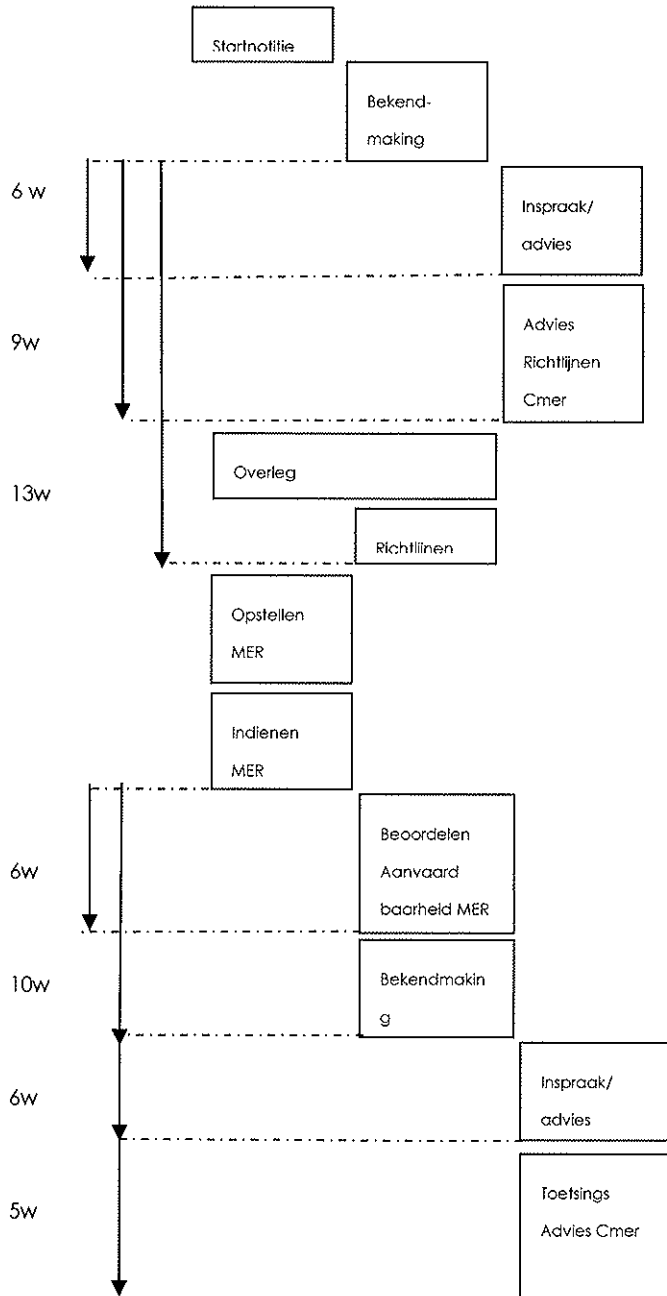 Startnotitie
Bekend-
making
6 w
Inspraak/
advies
9w
Advies
Richtlijnen
Cmer
Overleg
13w
Richtlijnen
Opstellen
MER
Indienen
MER
6w
Beoordelen
Aanvaard
baarheid MER
10w
Bekendmakin
g
6w
Inspraak/
advies
5w
Toetsings
Advies Cmer